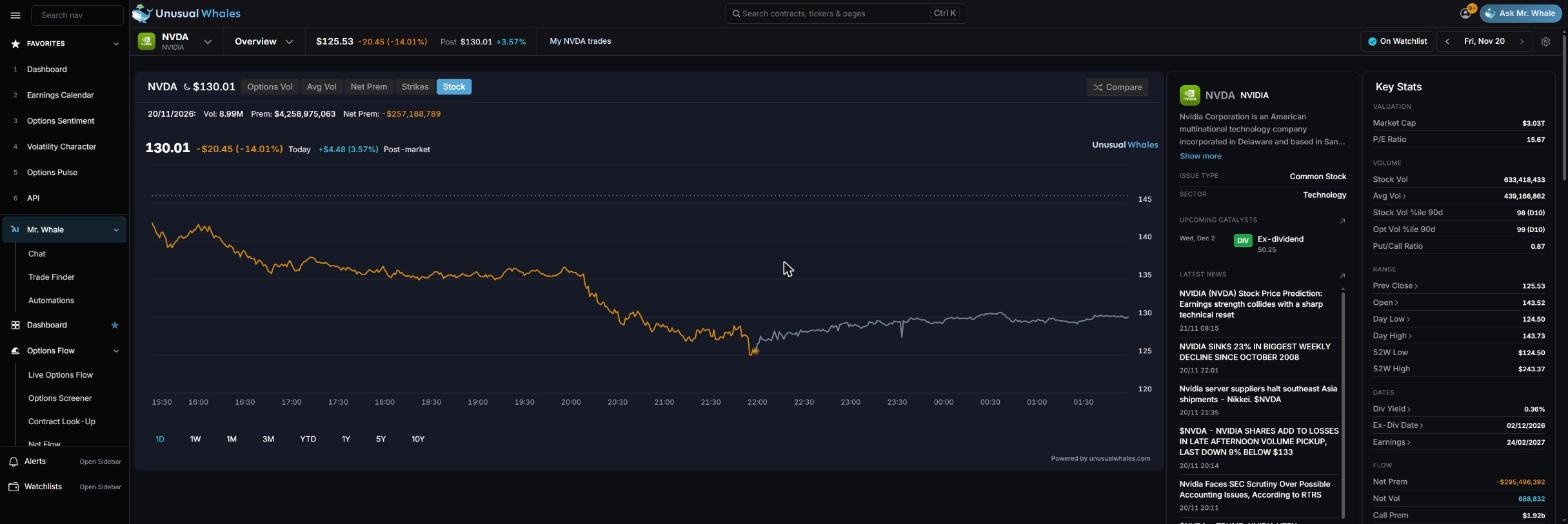 Search nav
Unusual Whales
Search contracts, tickers & pages
Ctrl K
9+
Ask Mr. Whale
FAVORITES
1 Dashboard
2 Earnings Calendar
3 Options Sentiment
4 Volatility Character
5 Options Pulse
6 API
AI Mr. Whale
Chat
Trade Finder
Automations
Dashboard
Options Flow
Live Options Flow
Options Screener
Contract Look-Up
Net Flow
Alerts Open Sidebar
Watchlists Open Sidebar
NVDA
NVIDIA
Overview
$125.53 -20.45 (-14.01%) Post $130.01 +3.57%
My NVDA trades
On Watchlist
Fri, Nov 20
NVDA $130.01 Options Vol Avg Vol Net Prem Strikes Stock
Compare
20/11/2026: Vol: 8.99M Prem: $4,258,975,063 Net Prem: -$257,188,789
130.01 -$20.45 (-14.01%) Today +$4.48 (3.57%) Post-market
Unusual Whales
145
140
135
130
125
120
15:30 16:00 16:30 17:00 17:30 18:00 18:30 19:00 19:30 20:00 20:30 21:00 21:30 22:00 22:30 23:00 23:30 00:00 00:30 01:00 01:30
1D 1W 1M 3M YTD 1Y 5Y 10Y
Powered by unusualwhales.com
NVDA NVIDIA
Nvidia Corporation is an American
multinational technology company
incorporated in Delaware and based in San...
Show more
ISSUE TYPE Common Stock
SECTOR Technology
UPCOMING CATALYSTS
Wed, Dec 2 DIV Ex-dividend
$0.25
LATEST NEWS
NVIDIA (NVDA) Stock Price Prediction:
Earnings strength collides with a sharp
technical reset
21/11 08:15
NVIDIA SINKS 23% IN BIGGEST WEEKLY
DECLINE SINCE OCTOBER 2008
20/11 22:01
Nvidia server suppliers halt southeast Asia
shipments - Nikkei. $NVDA
20/11 21:35
$NVDA - NVIDIA SHARES ADD TO LOSSES
IN LATE AFTERNOON VOLUME PICKUP,
LAST DOWN 9% BELOW $133
20/11 20:14
Nvidia Faces SEC Scrutiny Over Possible
Accounting Issues, According to RTRS
20/11 20:11
Key Stats
VALUATION
Market Cap $3.03T
P/E Ratio 15.67
VOLUME
Stock Vol 633,418,433
Avg Vol 439,166,862
Stock Vol %ile 90d 98 (D10)
Opt Vol %ile 90d 99 (D10)
Put/Call Ratio 0.87
RANGE
Prev Close 125.53
Open 143.52
Day Low 124.50
Day High 143.73
52W Low $124.50
52W High $243.37
DATES
Div Yield 0.36%
Ex-Div Date 02/12/2026
Earnings 24/02/2027
FLOW
Net Prem -$295,496,392
Net Vol 688,832
Call Prem $1.92b